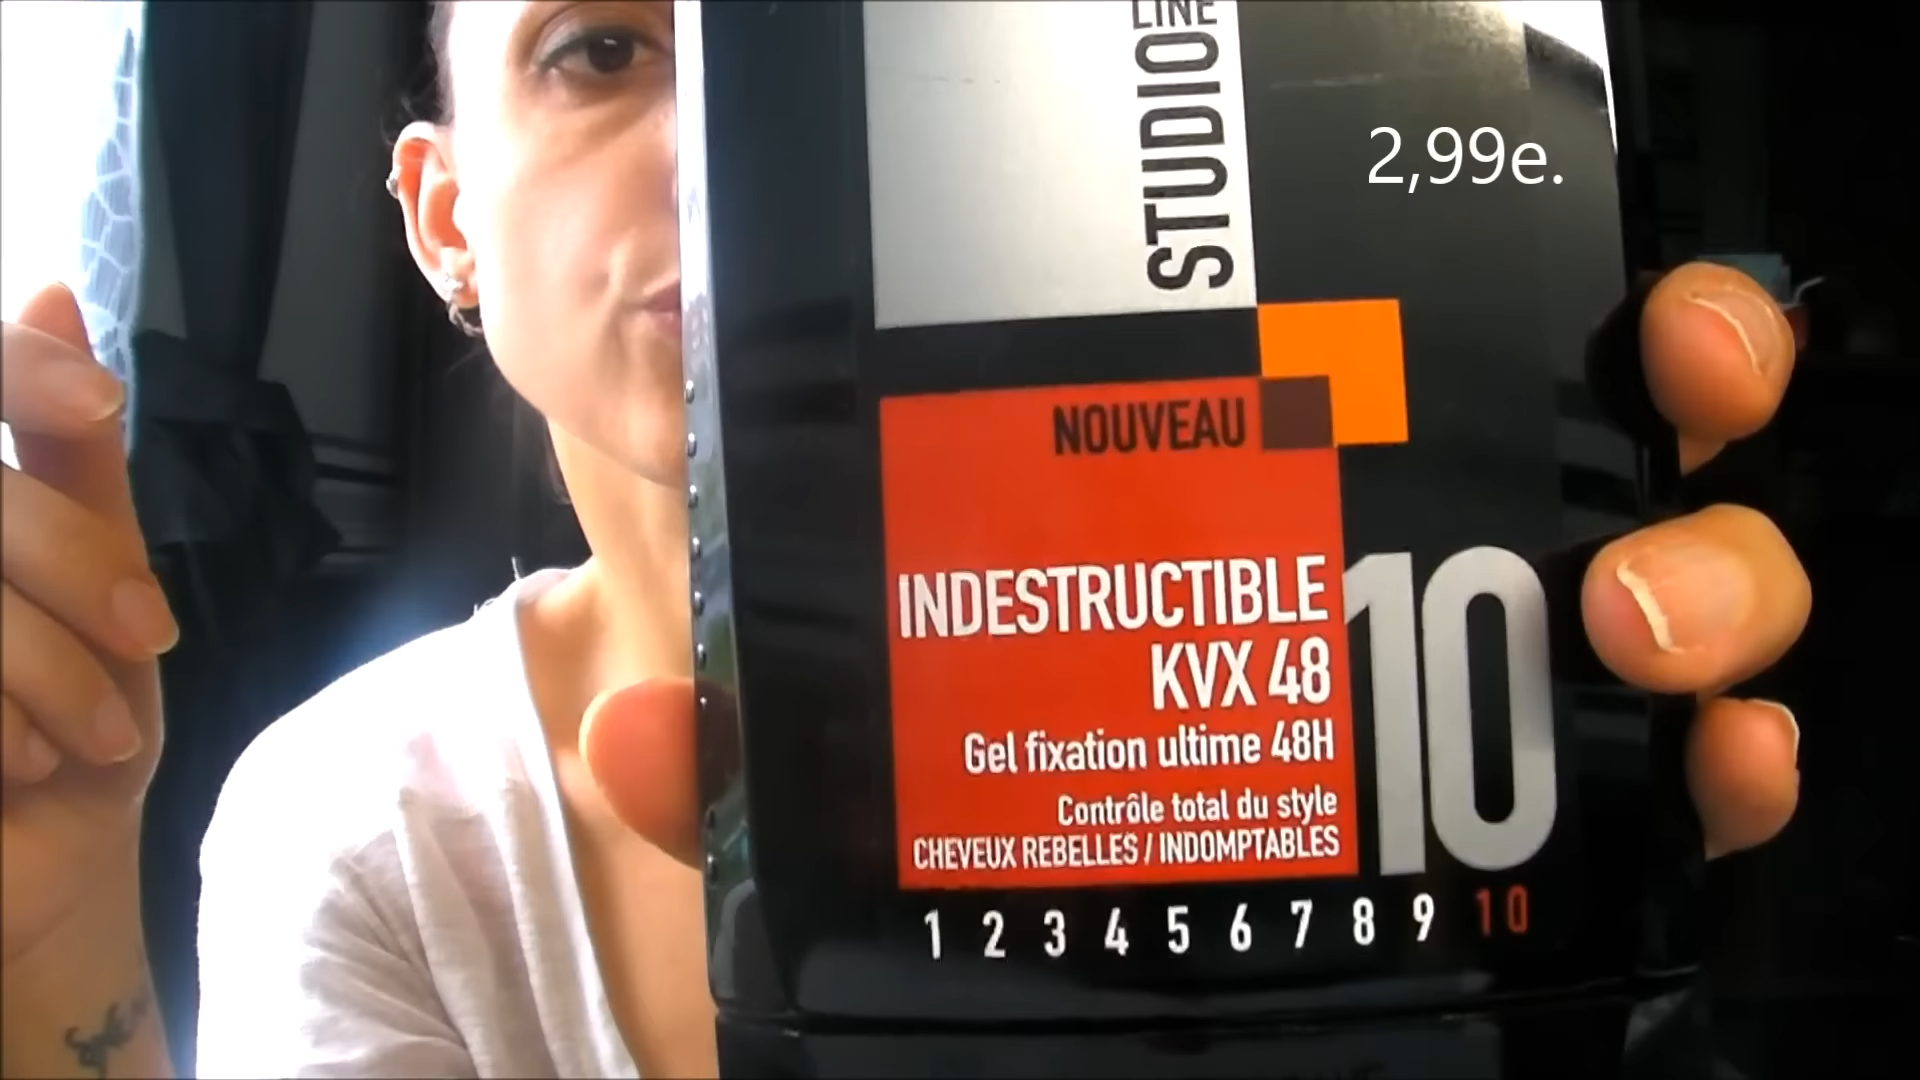 STUDIO LINE
2,99e.
NOUVEAU
INDESTRUCTIBLE
KVX 48
10
Gel fixation ultime 48H
Contrôle total du style
CHEVEUX REBELLES / INDOMPTABLES
1 2 3 4 5 6 7 8 9 10